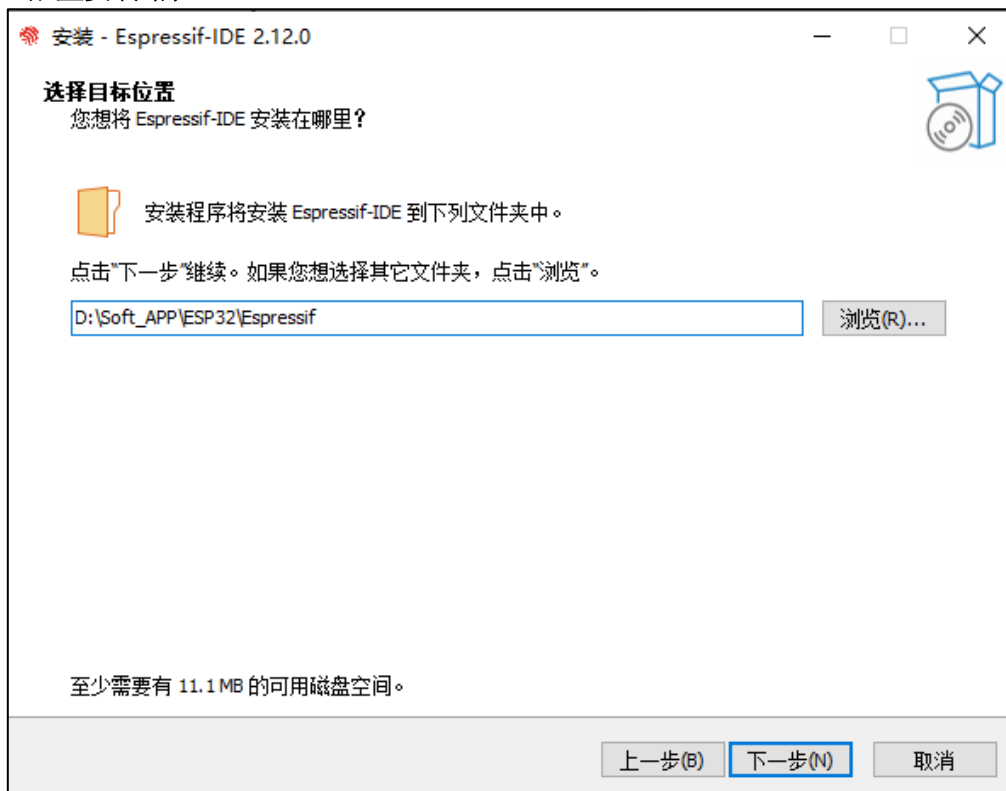 安装 - Espressif-IDE 2.12.0
选择目标位置
您想将 Espressif-IDE 安装在哪里?
安装程序将安装 Espressif-IDE 到下列文件夹中。
点击“下一步”继续。如果您想选择其它文件夹，点击“浏览”。
D:\Soft_APP\ESP32\Espressif
浏览(R)...
至少需要有 11.1 MB 的可用磁盘空间。
上一步(B) 下一步(N) 取消